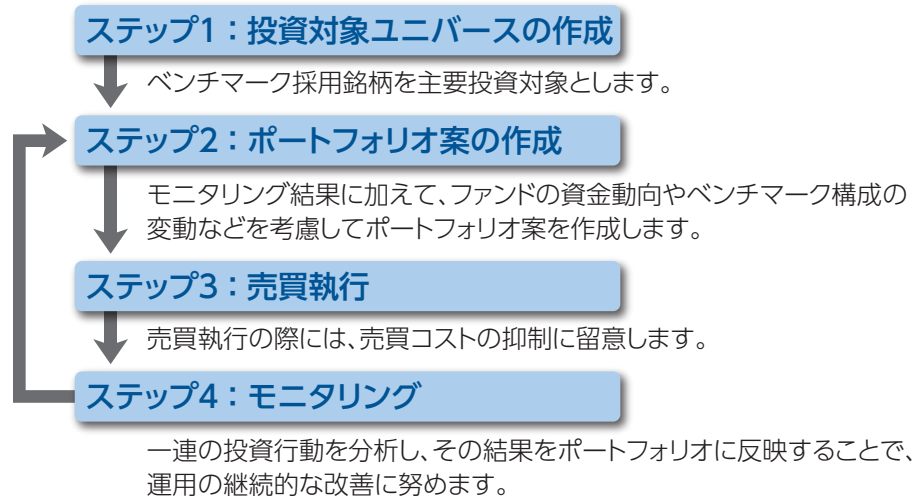 ステップ1：投資対象ユニバースの作成
ベンチマーク採用銘柄を主要投資対象とします。
ステップ2：ポートフォリオ案の作成
モニタリング結果に加えて、ファンドの資金動向やベンチマーク構成の
変動などを考慮してポートフォリオ案を作成します。
ステップ3：売買執行
売買執行の際には、売買コストの抑制に留意します。
ステップ4：モニタリング
一連の投資行動を分析し、その結果をポートフォリオに反映することで、
運用の継続的な改善に努めます。